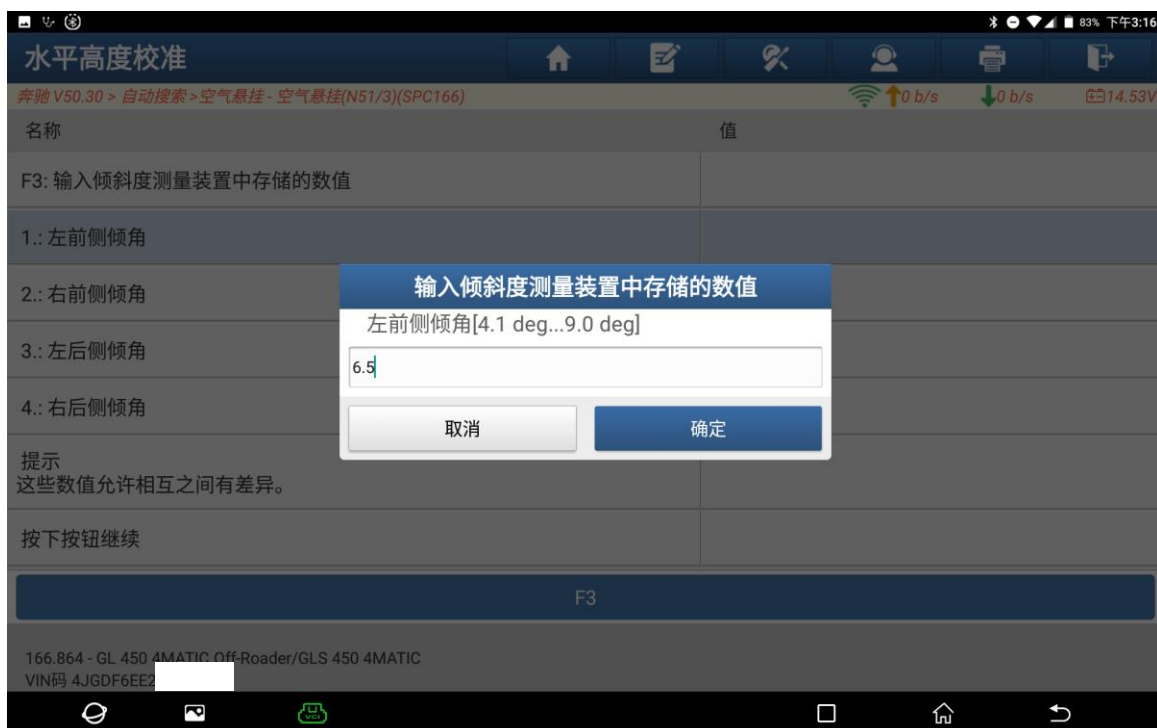 83% 下午3:16
水平高度校准
奔驰 V50.30 > 自动搜索 >空气悬挂 - 空气悬挂(N51/3)(SPC166)
0 b/s
0 b/s
14.53V
名称
值
F3: 输入倾斜度测量装置中存储的数值
1.: 左前侧倾角
2.: 右前侧倾角
3.: 左后侧倾角
4.: 右后侧倾角
输入倾斜度测量装置中存储的数值
左前侧倾角[4.1 deg...9.0 deg]
6.5
取消
确定
提示
这些数值允许相互之间有差异。
按下按钮继续
F3
166.864 - GL 450 4MATIC Off-Roader/GLS 450 4MATIC
VIN码 4JGDF6EE2
VCI